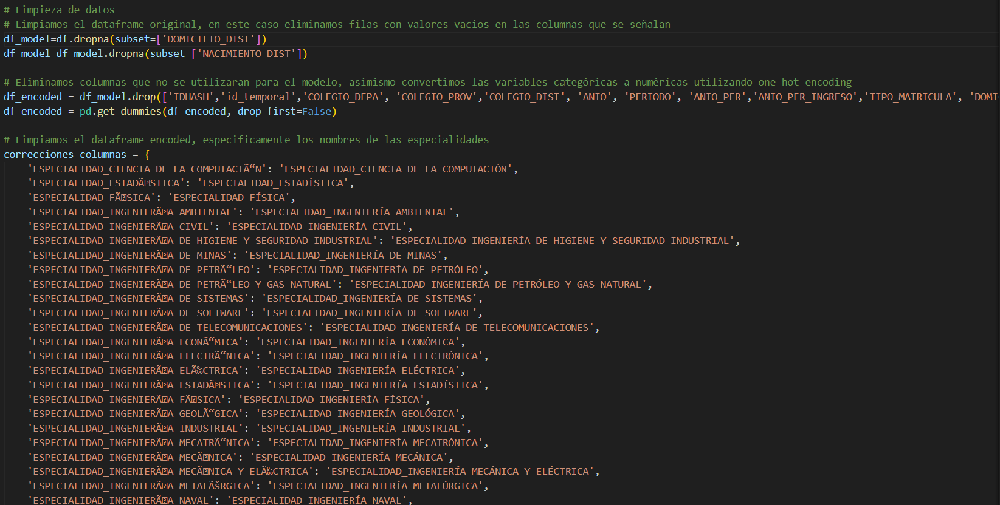 # Limpieza de datos
# Limpiamos el dataframe original, en este caso eliminamos filas con valores vacios en las columnas que se señalan
df_model=df.dropna(subset=['DOMICILIO_DIST'])
df_model=df_model.dropna(subset=['NACIMIENTO_DIST'])
# Eliminamos columnas que no se utilizaran para el modelo, asimismo convertimos las variables categóricas a numéricas utilizando one-hot encoding
df_encoded = df_model.drop(['IDHASH','id_temporal','COLEGIO_DEPA', 'COLEGIO_PROV','COLEGIO_DIST', 'ANIO', 'PERIODO', 'ANIO_PER','ANIO_PER_INGRESO','TIPO_MATRICULA', 'DOMI
df_encoded = pd.get_dummies(df_encoded, drop_first=False)
# Limpiamos el dataframe encoded, especificamente los nombres de las especialidades
correcciones_columnas = {
'ESPECIALIDAD_CIENCIA DE LA COMPUTACIÃ“N': 'ESPECIALIDAD_CIENCIA DE LA COMPUTACIÓN',
'ESPECIALIDAD_ESTADÃ�STICA': 'ESPECIALIDAD_ESTADÍSTICA',
'ESPECIALIDAD_FÃ�SICA': 'ESPECIALIDAD_FÍSICA',
'ESPECIALIDAD_INGENIERÃ�A AMBIENTAL': 'ESPECIALIDAD_INGENIERÍA AMBIENTAL',
'ESPECIALIDAD_INGENIERÃ�A CIVIL': 'ESPECIALIDAD_INGENIERÍA CIVIL',
'ESPECIALIDAD_INGENIERÃ�A DE HIGIENE Y SEGURIDAD INDUSTRIAL': 'ESPECIALIDAD_INGENIERÍA DE HIGIENE Y SEGURIDAD INDUSTRIAL',
'ESPECIALIDAD_INGENIERÃ�A DE MINAS': 'ESPECIALIDAD_INGENIERÍA DE MINAS',
'ESPECIALIDAD_INGENIERÃ�A DE PETRÃ“LEO': 'ESPECIALIDAD_INGENIERÍA DE PETRÓLEO',
'ESPECIALIDAD_INGENIERÃ�A DE PETRÃ“LEO Y GAS NATURAL': 'ESPECIALIDAD_INGENIERÍA DE PETRÓLEO Y GAS NATURAL',
'ESPECIALIDAD_INGENIERÃ�A DE SISTEMAS': 'ESPECIALIDAD_INGENIERÍA DE SISTEMAS',
'ESPECIALIDAD_INGENIERÃ�A DE SOFTWARE': 'ESPECIALIDAD_INGENIERÍA DE SOFTWARE',
'ESPECIALIDAD_INGENIERÃ�A DE TELECOMUNICACIONES': 'ESPECIALIDAD_INGENIERÍA DE TELECOMUNICACIONES',
'ESPECIALIDAD_INGENIERÃ�A ECONÃ“MICA': 'ESPECIALIDAD_INGENIERÍA ECONÓMICA',
'ESPECIALIDAD_INGENIERÃ�A ELECTRÃ“NICA': 'ESPECIALIDAD_INGENIERÍA ELECTRÓNICA',
'ESPECIALIDAD_INGENIERÃ�A ELÃ‰CTRICA': 'ESPECIALIDAD_INGENIERÍA ELÉCTRICA',
'ESPECIALIDAD_INGENIERÃ�A ESTADÃ�STICA': 'ESPECIALIDAD_INGENIERÍA ESTADÍSTICA',
'ESPECIALIDAD_INGENIERÃ�A FÃ�SICA': 'ESPECIALIDAD_INGENIERÍA FÍSICA',
'ESPECIALIDAD_INGENIERÃ�A GEOLÃ“GICA': 'ESPECIALIDAD_INGENIERÍA GEOLÓGICA',
'ESPECIALIDAD_INGENIERÃ�A INDUSTRIAL': 'ESPECIALIDAD_INGENIERÍA INDUSTRIAL',
'ESPECIALIDAD_INGENIERÃ�A MECATRÃ“NICA': 'ESPECIALIDAD_INGENIERÍA MECATRÓNICA',
'ESPECIALIDAD_INGENIERÃ�A MECÃ�NICA': 'ESPECIALIDAD_INGENIERÍA MECÁNICA',
'ESPECIALIDAD_INGENIERÃ�A MECÃ�NICA Y ELÃ‰CTRICA': 'ESPECIALIDAD_INGENIERÍA MECÁNICA Y ELÉCTRICA',
'ESPECIALIDAD_INGENIERÃ�A METALÃšRGICA': 'ESPECIALIDAD_INGENIERÍA METALÚRGICA',
'ESPECIALIDAD_INGENIERÃ�A NAVAL': 'ESPECIALIDAD_INGENIERÍA NAVAL',